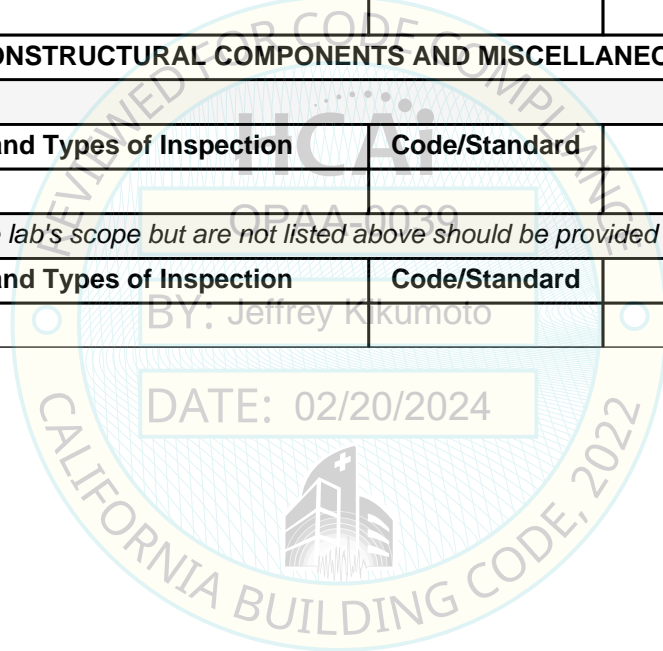 ONSTRUCTURAL COMPONENTS AND MISCELLANEO
and Types of Inspection Code/Standard
lab's scope but are not listed above should be provided
and Types of Inspection Code/Standard
REVIEWED FOR CODE COMPLIANCE
HCAi
OPAA-0039
BY: Jeffrey Kikumoto
DATE: 02/20/2024
CALIFORNIA BUILDING CODE, 2022